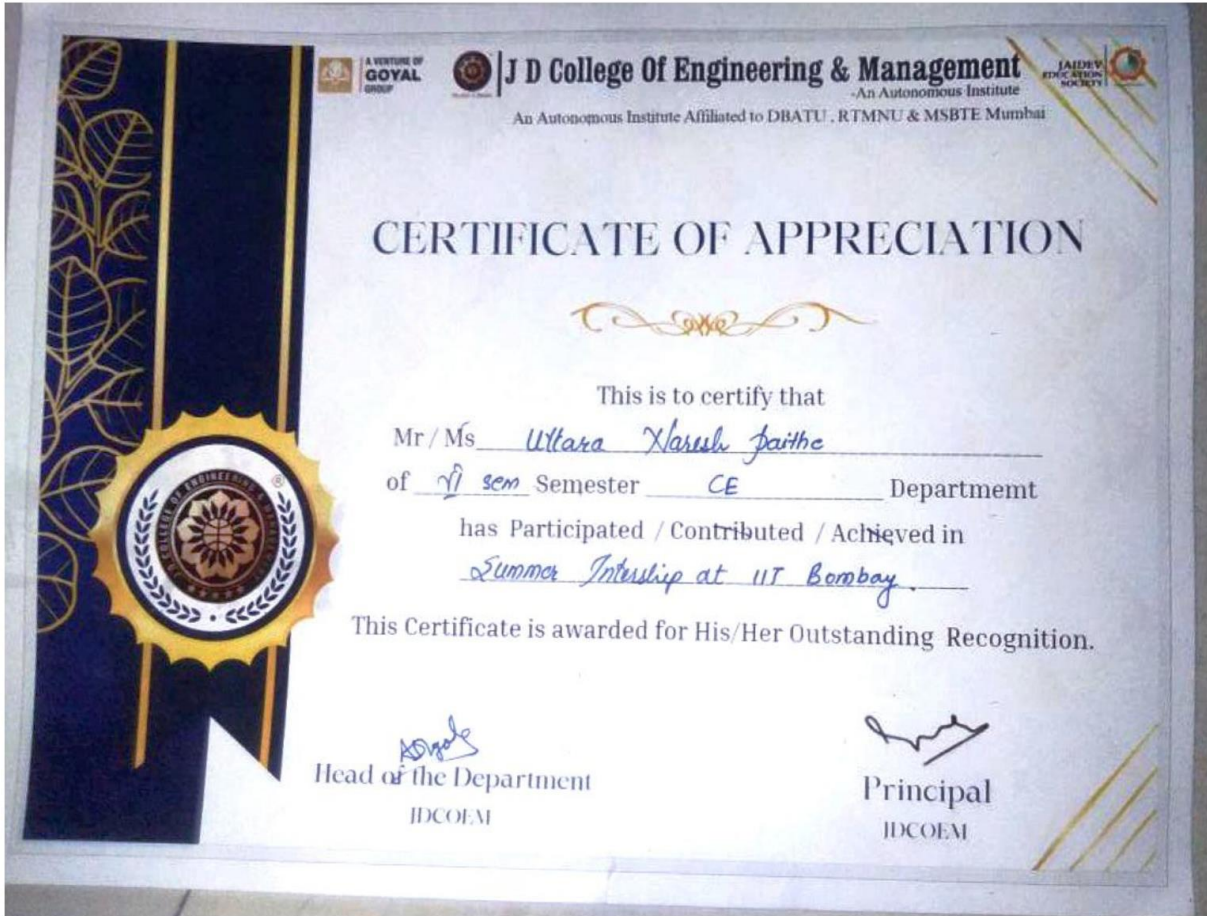 A VENTURE OF
GOYAL
GROUP
J D College Of Engineering & Management
-An Autonomous Institute
An Autonomous Institute Affiliated to DBATU , RTMNU & MSBTE Mumbai
JAIDEV
EDUCATION
SOCIETY
CERTIFICATE OF APPRECIATION
This is to certify that
Mr / Ms Uttara Naresh Paithe
of VI sem Semester CE Departmemt
has Participated / Contributed / Achieved in
Summer Interslip at IIT Bombay.
This Certificate is awarded for His/Her Outstanding Recognition.
Head of the Department
JDCOEM
Principal
JDCOEM